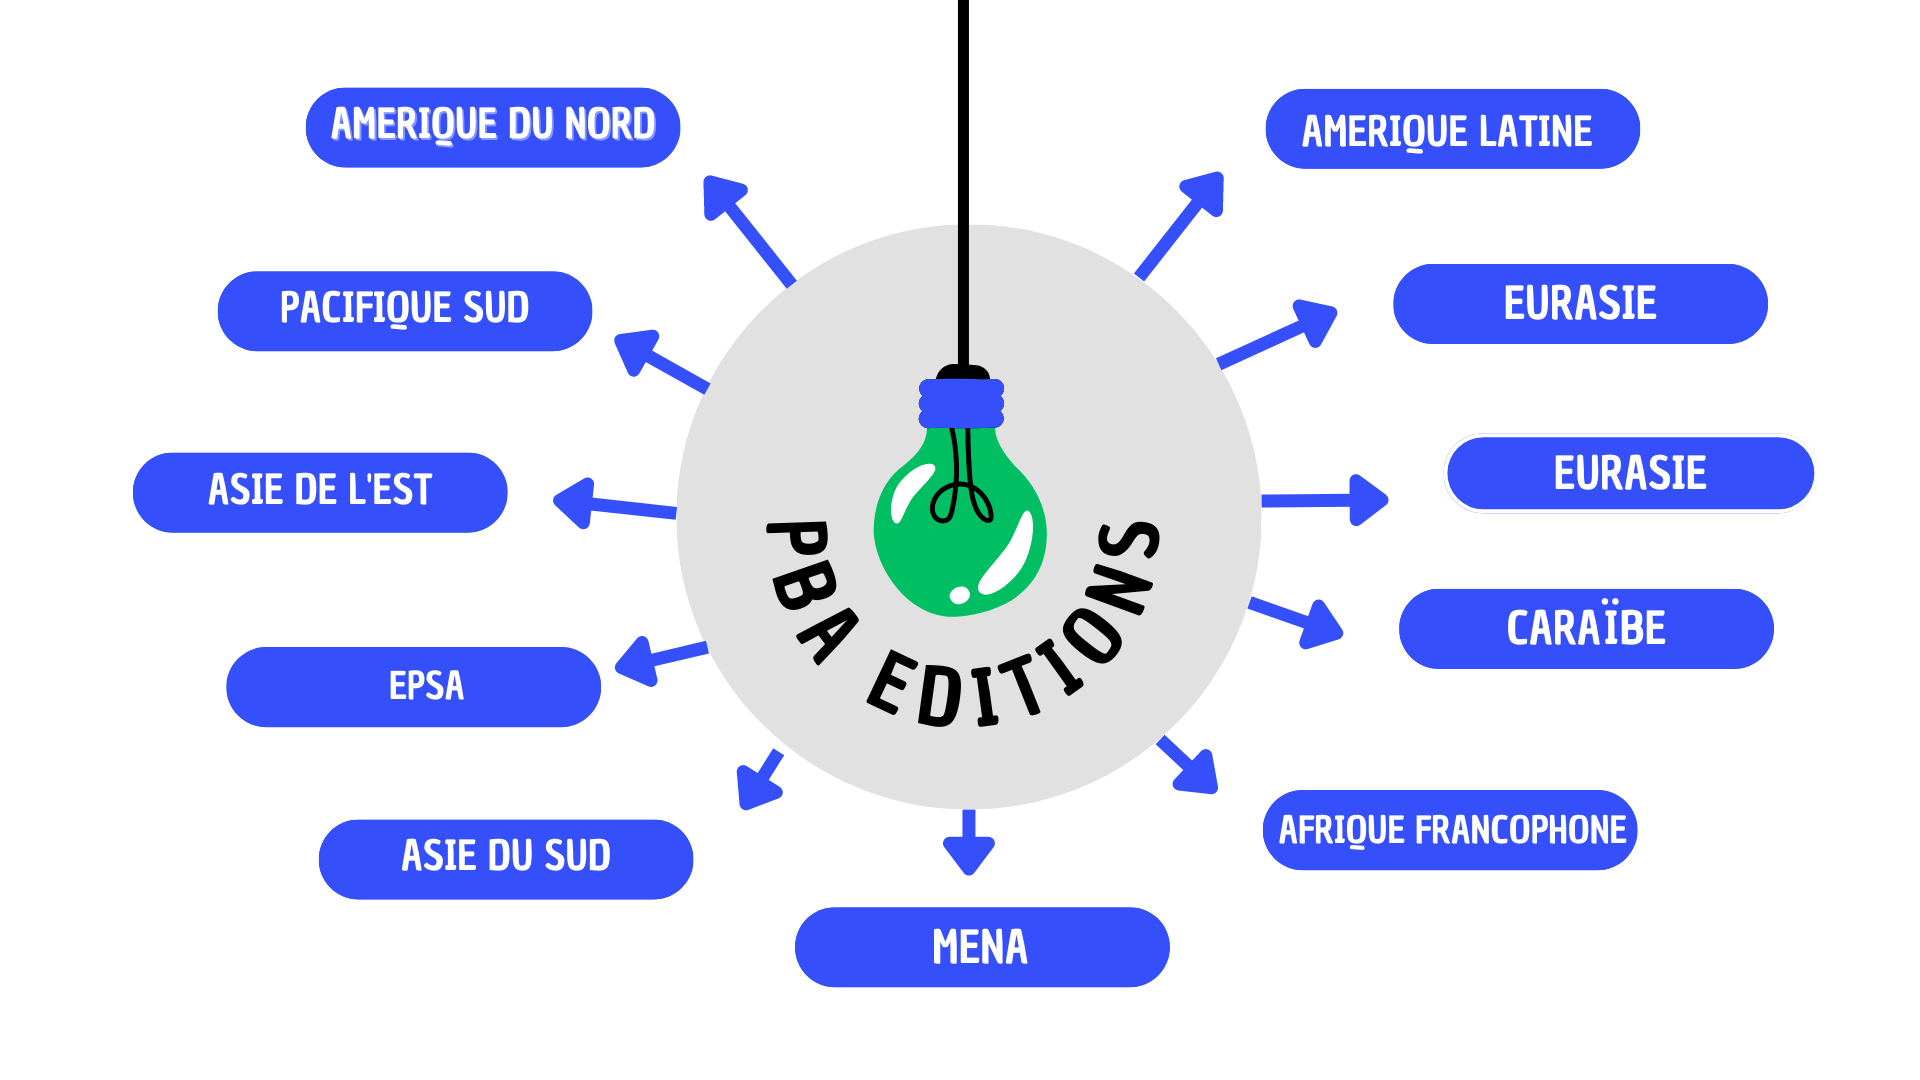 AMERIQUE DU NORD
AMERIQUE LATINE
PACIFIQUE SUD
EURASIE
ASIE DE L'EST
EURASIE
PBA EDITIONS
EPSA
CARAÏBE
ASIE DU SUD
AFRIQUE FRANCOPHONE
MENA